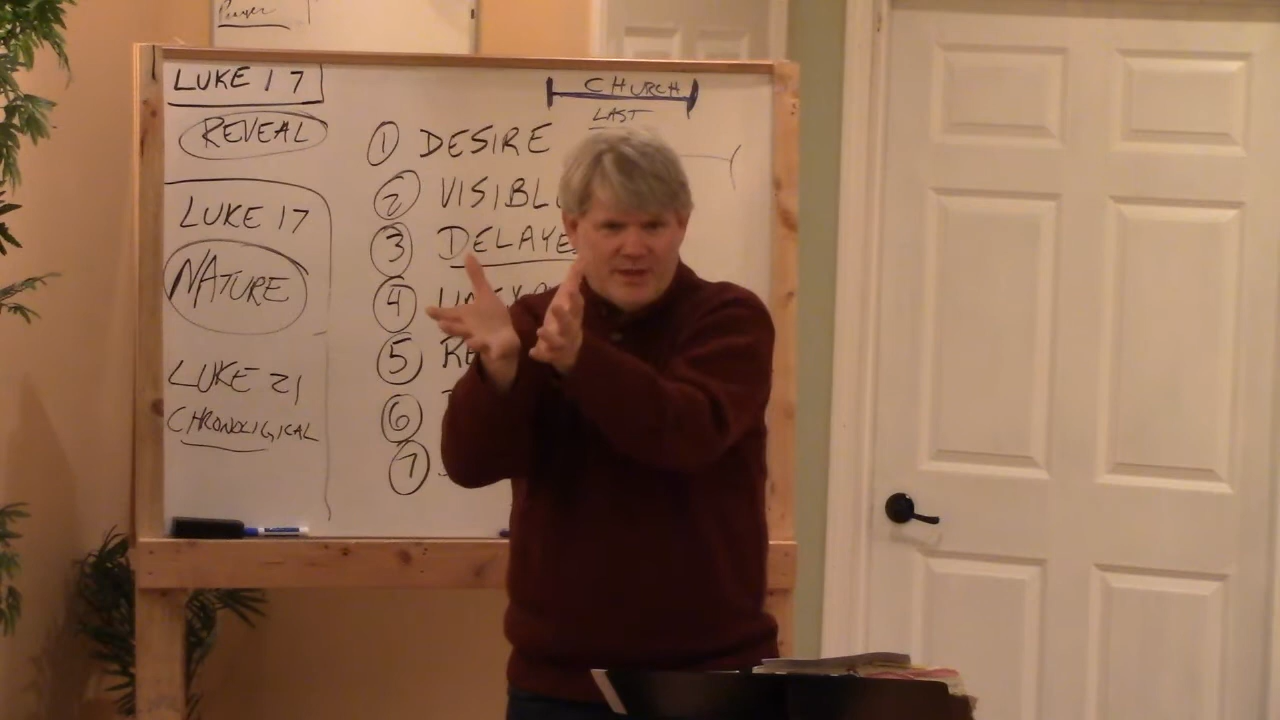 Prayer
LUKE 17
REVEAL
LUKE 17
NATURE
LUKE 21
CHRONOLIGICAL
CHURCH
LAST
1 DESIRE
2 VISIBL
3 DELAYE
4
5 RE
6
7